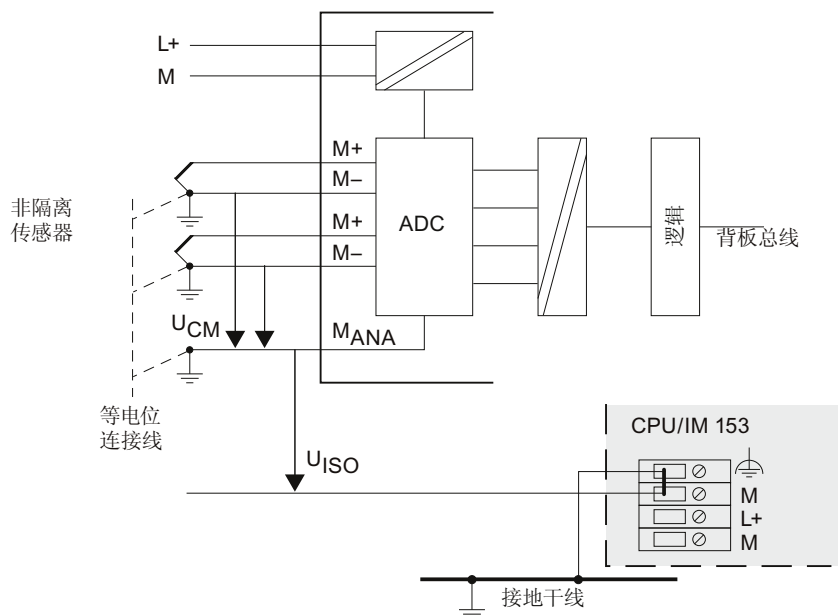 L+
M
M+
M−
非隔离
传感器
M+
M−
ADC
逻辑
背板总线
UCM
MANA
等电位
连接线
UISO
CPU/IM 153
M
L+
M
接地干线